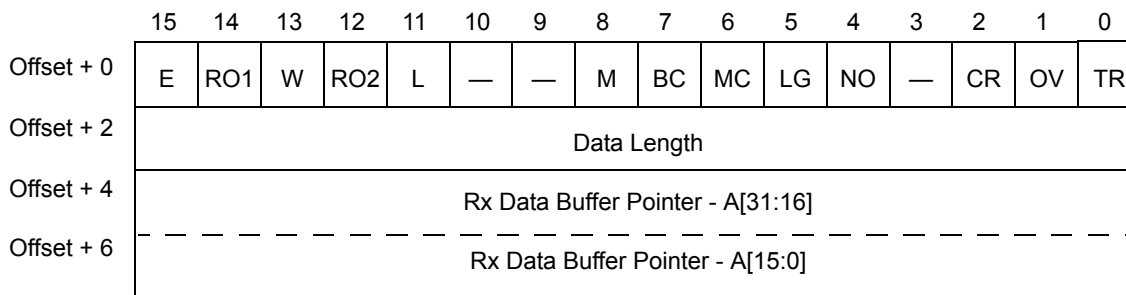 15 14 13 12 11 10 9 8 7 6 5 4 3 2 1 0
Offset + 0 E RO1 W RO2 L — — M BC MC LG NO — CR OV TR
Offset + 2 Data Length
Offset + 4 Rx Data Buffer Pointer - A[31:16]
Offset + 6 Rx Data Buffer Pointer - A[15:0]